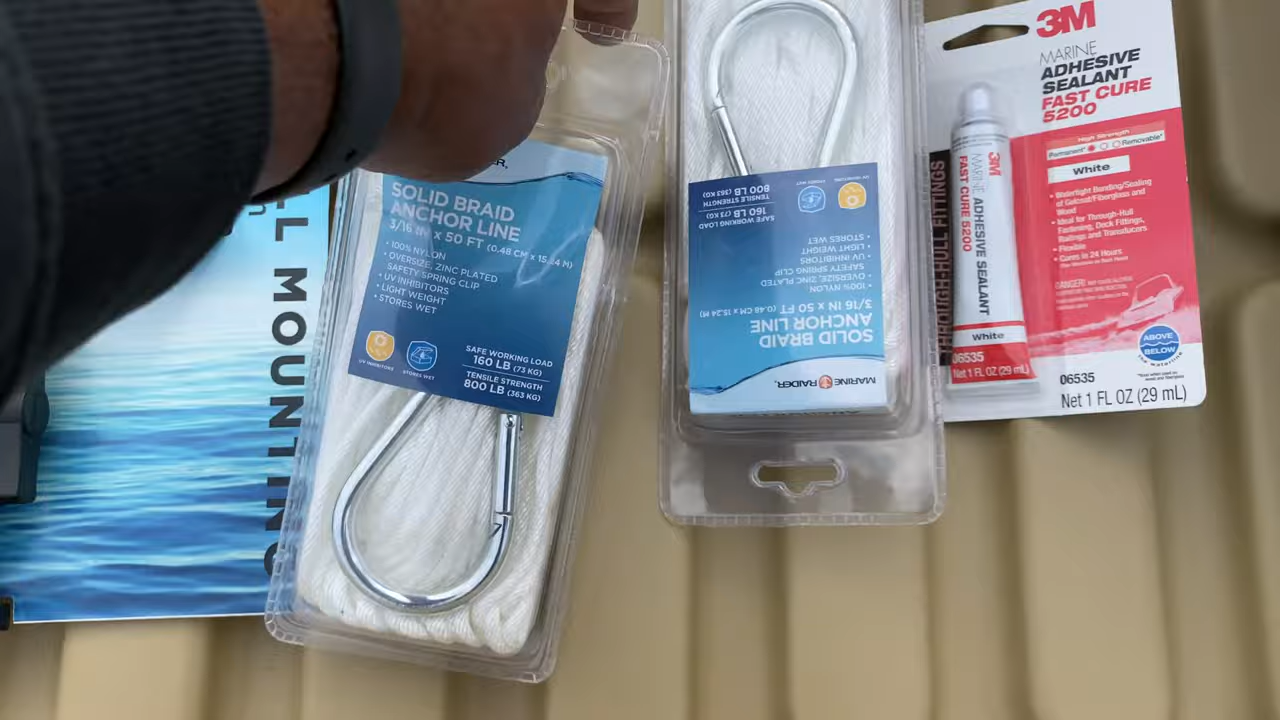 LL MOUNTING
SOLID BRAID
ANCHOR LINE
3/16 IN X 50 FT (0.48 CM X 15.24 M)
• 100% NYLON
• OVERSIZE, ZINC PLATED
SAFETY SPRING CLIP
• UV INHIBITORS
• LIGHT WEIGHT
• STORES WET
UV INHIBITORS
STORES WET
SAFE WORKING LOAD
160 LB (73 KG)
TENSILE STRENGTH
800 LB (363 KG)
MARINE RAIDER
SOLID BRAID
ANCHOR LINE
3/16 IN X 50 FT (0.48 CM X 15.24 M)
• 100% NYLON
• OVERSIZE, ZINC PLATED
SAFETY SPRING CLIP
• UV INHIBITORS
• LIGHT WEIGHT
• STORES WET
UV INHIBITORS
STORES WET
SAFE WORKING LOAD
160 LB (73 KG)
TENSILE STRENGTH
800 LB (363 KG)
3M
MARINE
ADHESIVE
SEALANT
FAST CURE
5200
High Strength
Permanent* Removable*
White
• Watertight Bonding/Sealing
of Gelcoat/Fiberglass and
Wood
• Ideal for Through-Hull
Fastening, Deck Fittings,
Railings and Transducers
• Flexible
• Cures in 24 Hours
DANGER!
ABOVE
BELOW
WATERLINE
06535
Net 1 FL OZ (29 mL)
THROUGH-HULL FITTINGS
3M
MARINE ADHESIVE SEALANT
FAST CURE 5200
White
06535
Net 1 FL. OZ (29 mL)